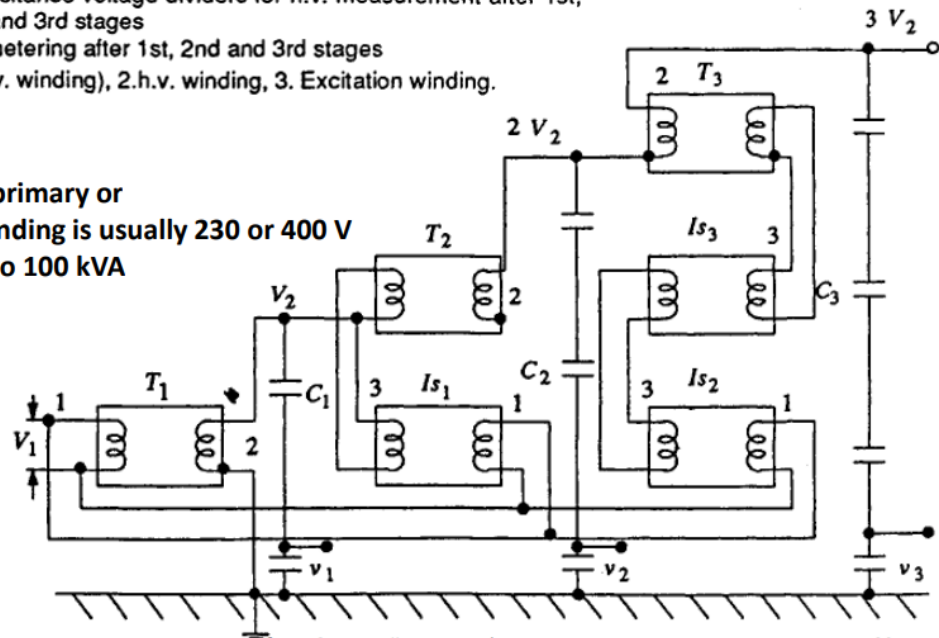 nd 3rd stages
etering after 1st, 2nd and 3rd stages
. winding), 2.h.v. winding, 3. Excitation winding.
primary or
nding is usually 230 or 400 V
o 100 kVA
3 V2
2 T3
2 V2
Is3 3
C3
T2
2
V2
C2
3 Is2 1
C1
3 Is1 1
T1
1
V1
2
v1
v2
v3